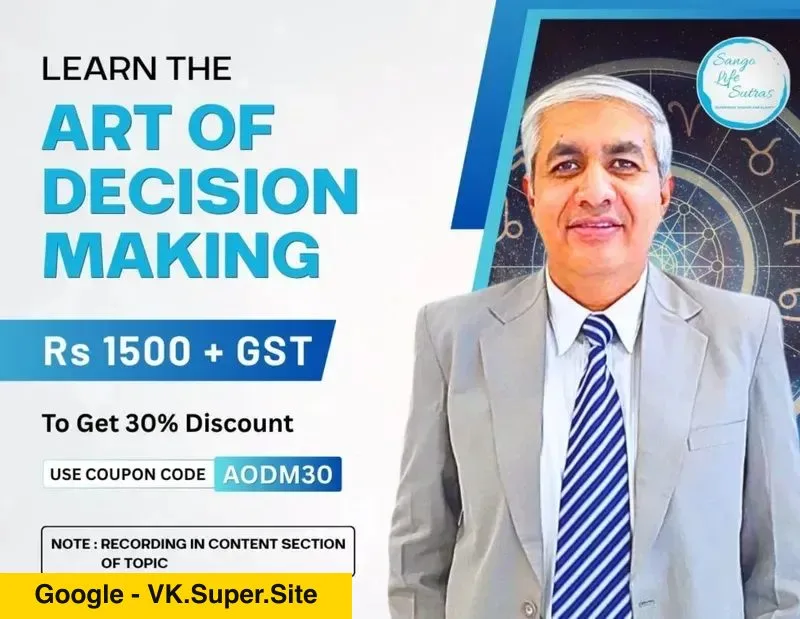 LEARN THE
ART OF
DECISION
MAKING
Rs 1500 + GST
To Get 30% Discount
USE COUPON CODE AODM30
NOTE : RECORDING IN CONTENT SECTION
OF TOPIC
Google - VK.Super.Site
Sango
Life
Sutras